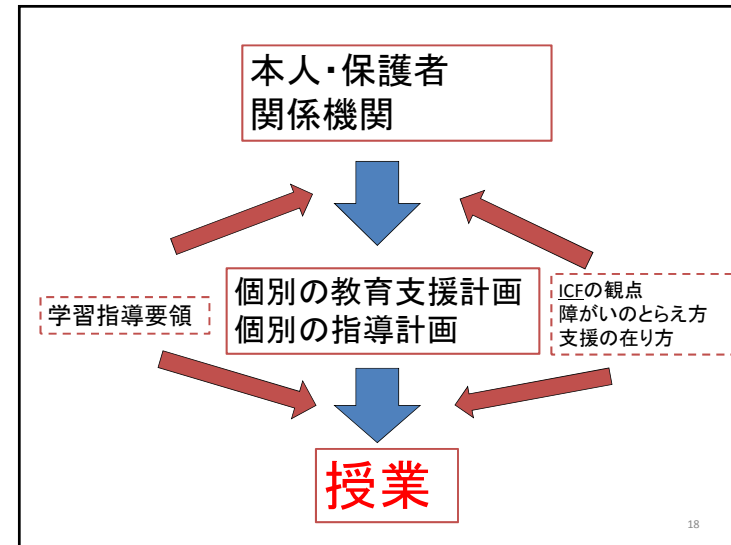 本人・保護者
関係機関
学習指導要領
個別の教育支援計画
個別の指導計画
ICFの観点
障がいのとらえ方
支援の在り方
授業
18